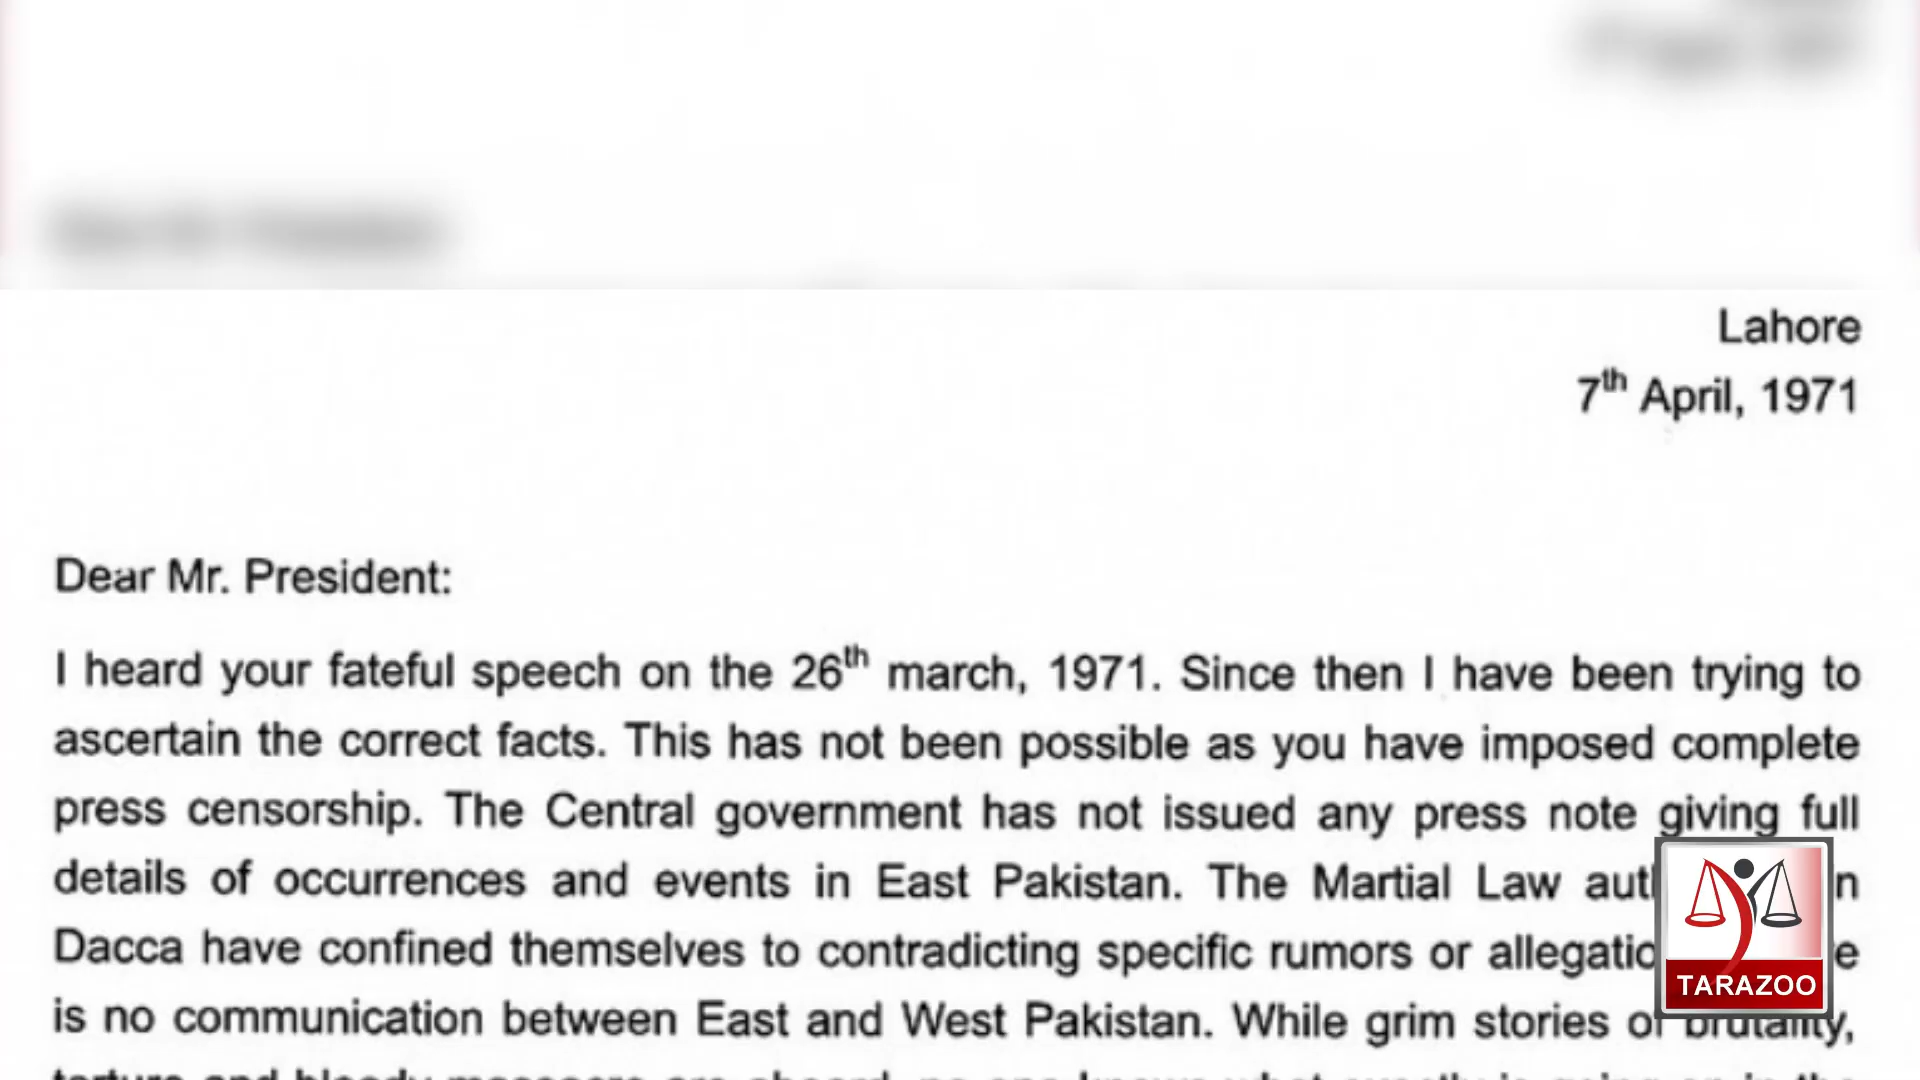 Lahore
7th April, 1971
Dear Mr. President:
I heard your fateful speech on the 26th march, 1971. Since then I have been trying to
ascertain the correct facts. This has not been possible as you have imposed complete
press censorship. The Central government has not issued any press note giving full
details of occurrences and events in East Pakistan. The Martial Law
Dacca have confined themselves to contradicting specific rumors or
is no communication between East and West Pakistan. While grim stories of brutality,
TARAZOO